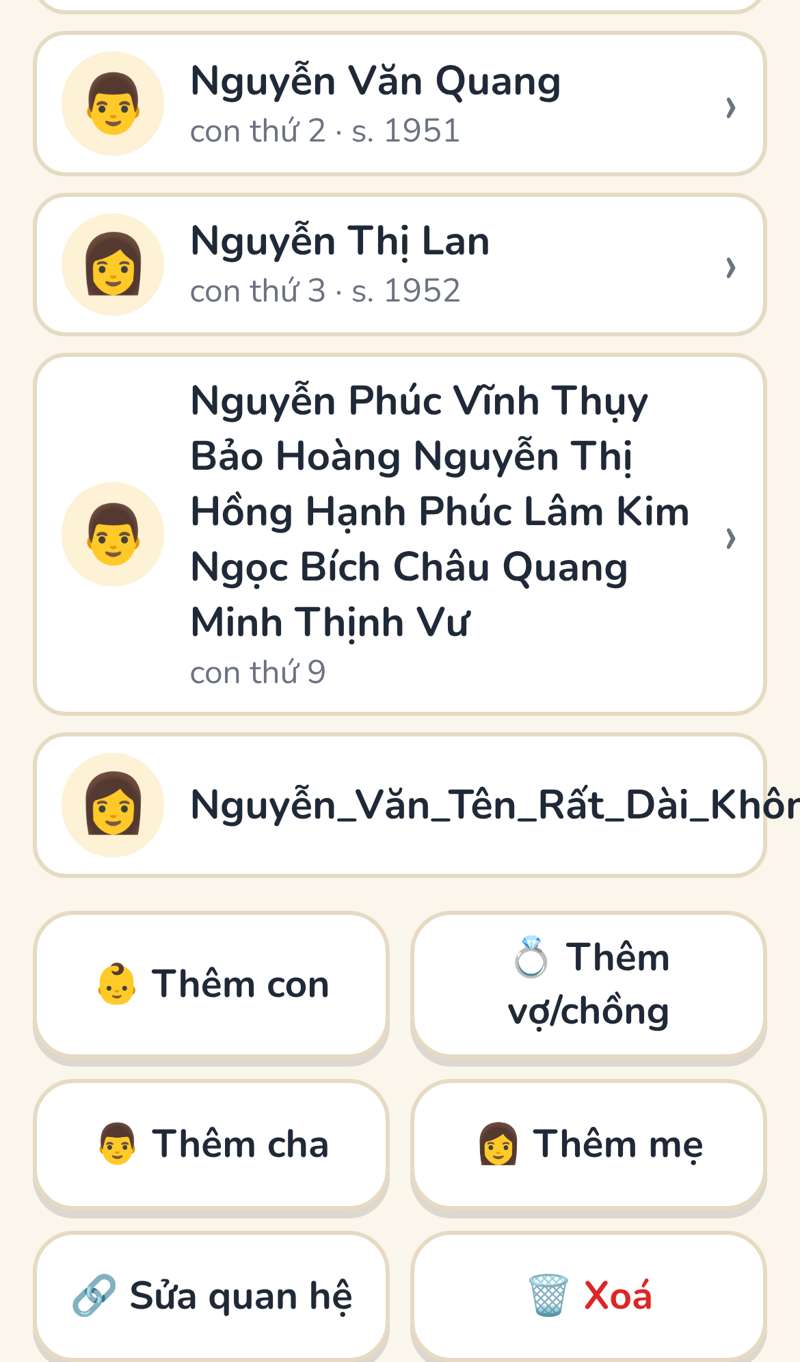 Nguyễn Văn Quang
con thứ 2 · s. 1951
Nguyễn Thị Lan
con thứ 3 · s. 1952
Nguyễn Phúc Vĩnh Thụy
Bảo Hoàng Nguyễn Thị
Hồng Hạnh Phúc Lâm Kim
Ngọc Bích Châu Quang
Minh Thịnh Vư
con thứ 9
Nguyễn_Văn_Tên_Rất_Dài_Khôn
Thêm con
Thêm
vợ/chồng
Thêm cha
Thêm mẹ
Sửa quan hệ
Xoá